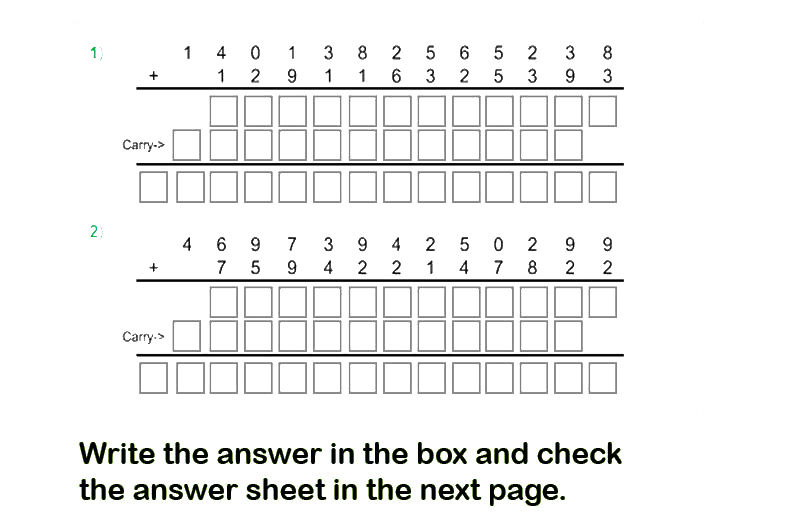 1) 1 4 0 1 3 8 2 5 6 5 2 3 8
+ 1 2 9 1 1 6 3 2 5 3 9 3
Carry->
2) 4 6 9 7 3 9 4 2 5 0 2 9 9
+ 7 5 9 4 2 2 1 4 7 8 2 2
Carry->
Write the answer in the box and check
the answer sheet in the next page.